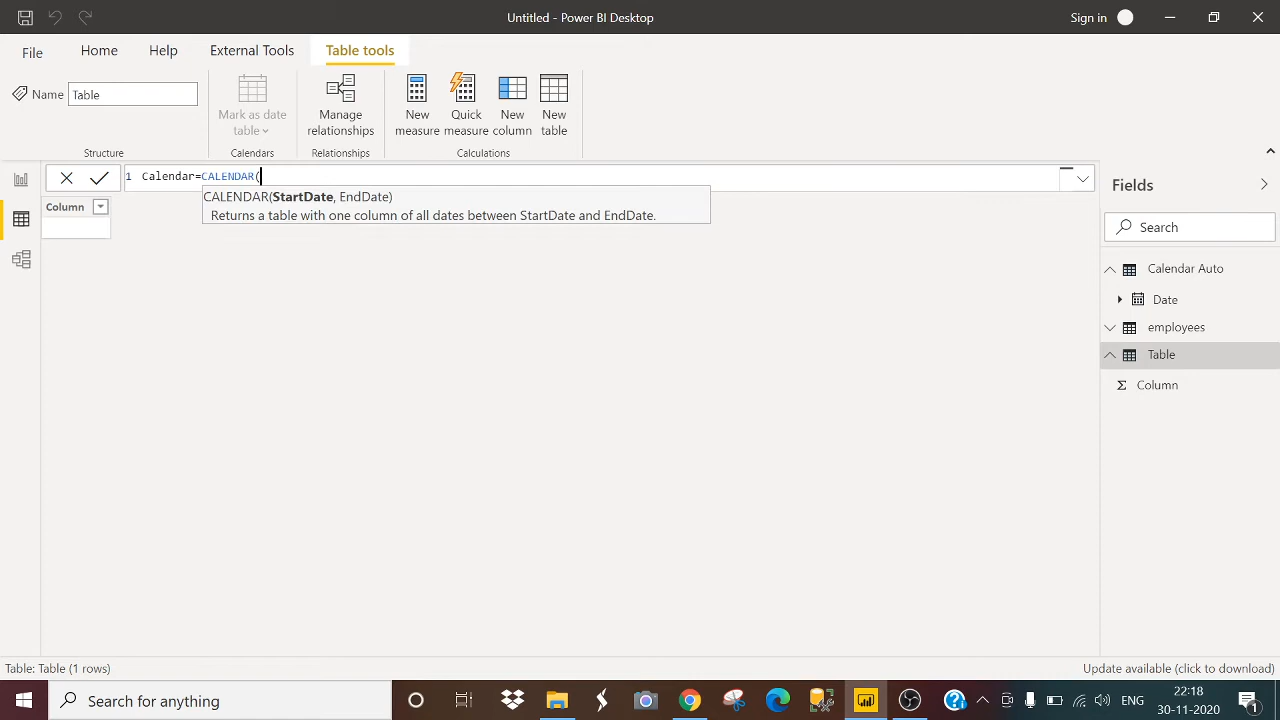 Untitled - Power BI Desktop
Sign in
File
Home
Help
External Tools
Table tools
Name
Table
Mark as date
table
Manage
relationships
New
measure
Quick
measure
New
column
New
table
Structure
Calendars
Relationships
Calculations
1 Calendar=CALENDAR(
CALENDAR(StartDate, EndDate)
Returns a table with one column of all dates between StartDate and EndDate.
Column
Fields
Search
Calendar Auto
Date
employees
Table
Σ Column
Table: Table (1 rows)
Update available (click to download)
Search for anything
ENG
22:18
30-11-2020
1